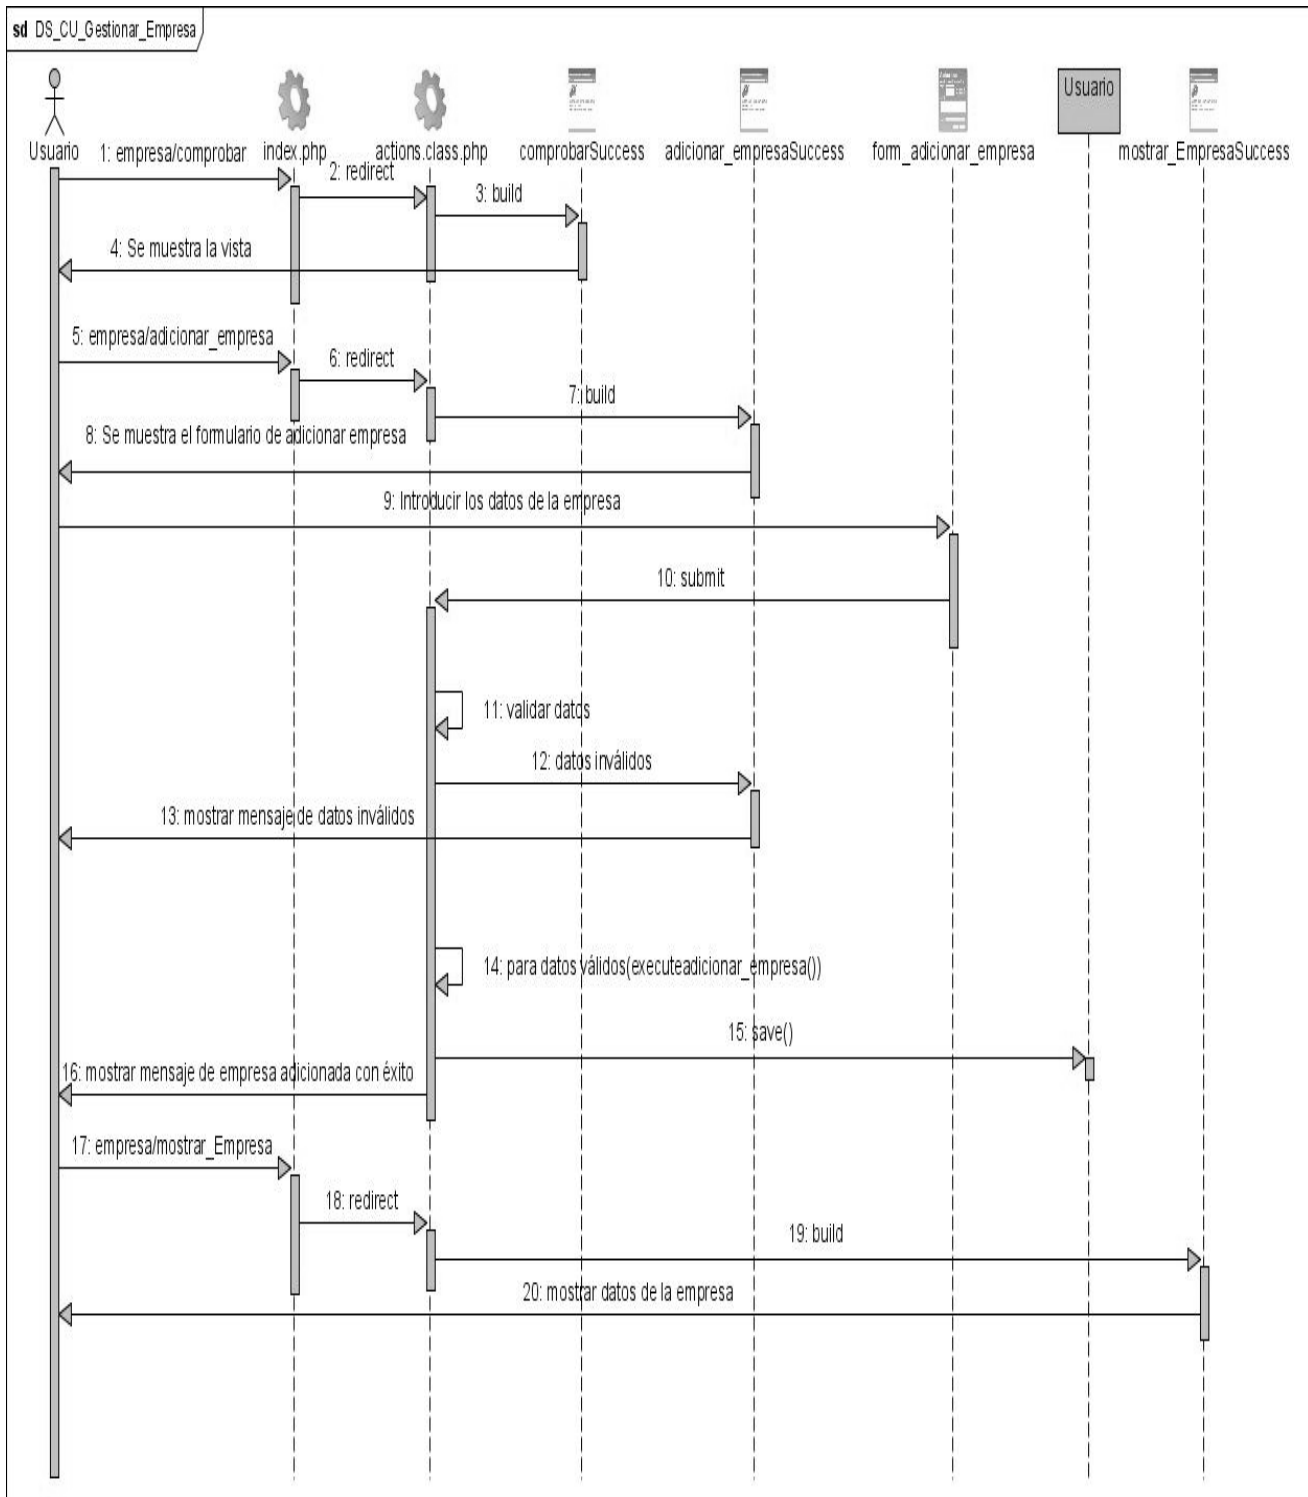 sd DS_CU_Gestionar_Empresa
Usuario
Usuario
index.php
actions.class.php
comprobarSuccess
adicionar_empresaSuccess
form_adicionar_empresa
mostrar_EmpresaSuccess
1: empresa/comprobar
2: redirect
3: build
4: Se muestra la vista
5: empresa/adicionar_empresa
6: redirect
7: build
8: Se muestra el formulario de adicionar empresa
9: Introducir los datos de la empresa
10: submit
11: validar datos
12: datos inválidos
13: mostrar mensaje de datos inválidos
14: para datos válidos(executeadicionar_empresa())
15: save()
16: mostrar mensaje de empresa adicionada con éxito
17: empresa/mostrar_Empresa
18: redirect
19: build
20: mostrar datos de la empresa